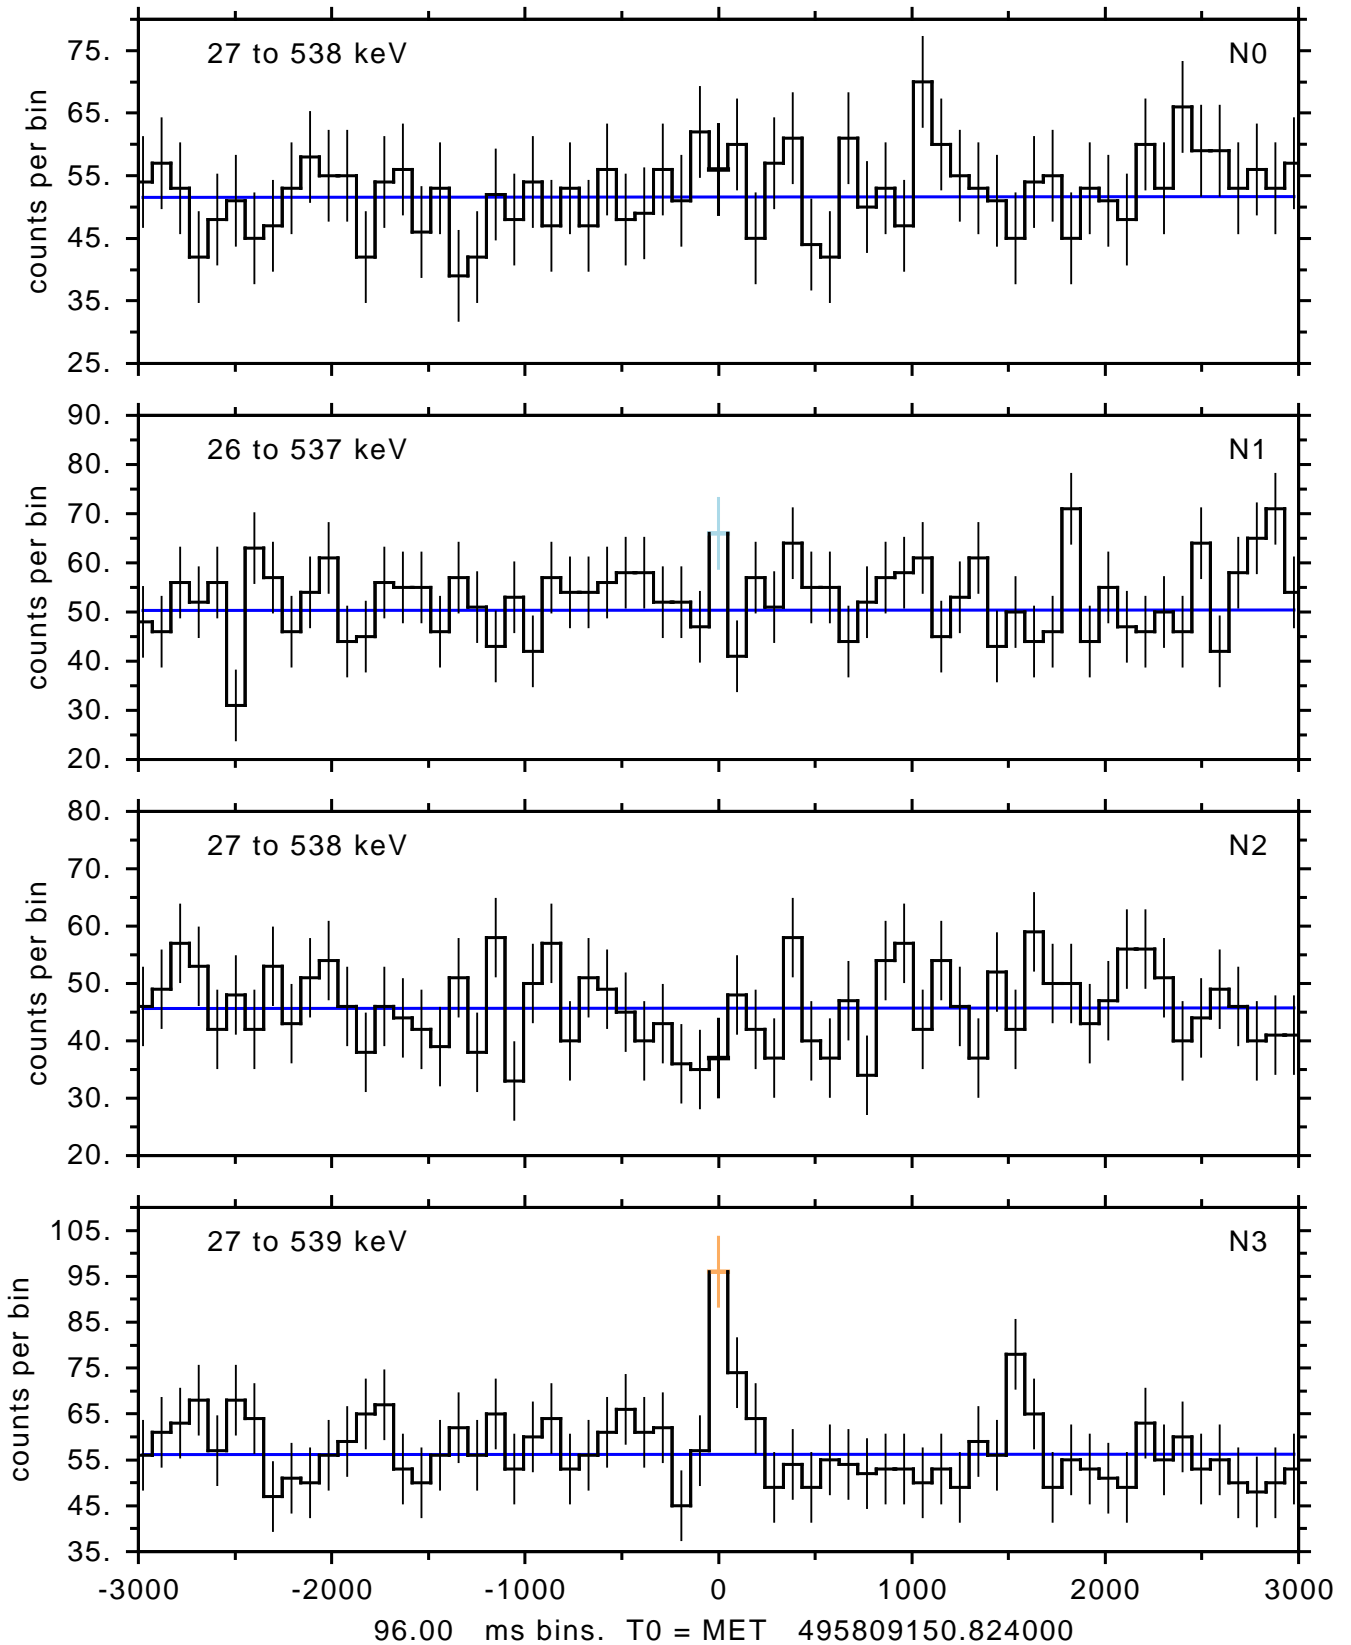 27 to 538 keV N0
75.
65.
55.
45.
35.
25.
counts per bin
26 to 537 keV N1
90.
80.
70.
60.
50.
40.
30.
20.
counts per bin
27 to 538 keV N2
80.
70.
60.
50.
40.
30.
20.
counts per bin
27 to 539 keV N3
105.
95.
85.
75.
65.
55.
45.
35.
counts per bin
-3000 -2000 -1000 0 1000 2000 3000
96.00 ms bins. T0 = MET 495809150.824000